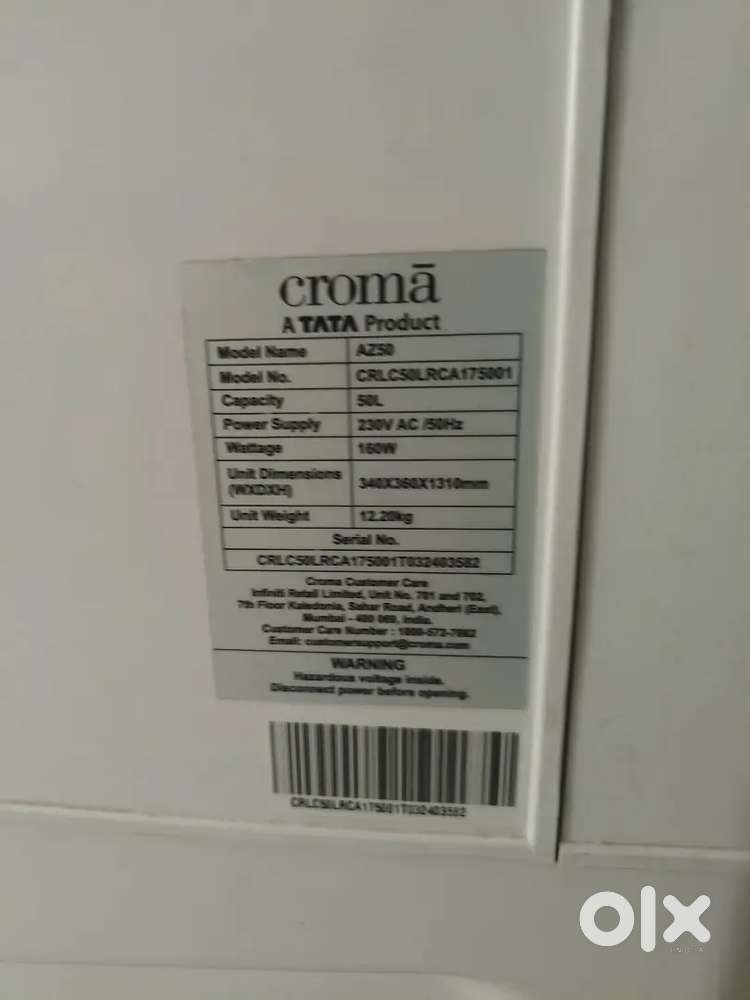 cromā
A TATA Product
Model Name AZ50
Model No. CRLC50LRCA175001
Capacity 50L
Power Supply 230V AC /50Hz
Wattage 160W
Unit Dimensions (WXDXH) 340X360X1310mm
Unit Weight 12.20kg
Serial No.
CRLC50LRCA175001T032403582
Croma Customer Care
Infiniti Retail Limited, Unit No. 701 and 702,
7th Floor Kaledonia, Sahar Road, Andheri (East),
Mumbai - 400 069, India.
Customer Care Number : 1800-572-7662
Email: customersupport@croma.com
WARNING
Hazardous voltage inside.
Disconnect power before opening.
CRLC50LRCA175001T032403582
olx
INDIA